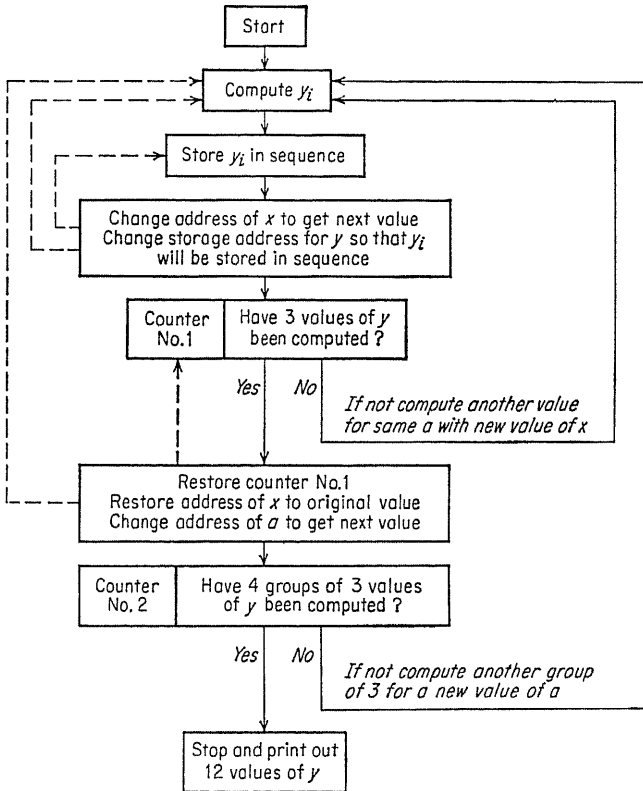 Start
Compute yi
Store yi in sequence
Change address of x to get next value
Change storage address for y so that yi
will be stored in sequence
Counter
No.1
Have 3 values of y
been computed ?
Yes
No
If not compute another value
for same a with new value of x
Restore counter No.1
Restore address of x to original value
Change address of a to get next value
Counter
No. 2
Have 4 groups of 3 values
of y been computed ?
Yes
No
If not compute another group
of 3 for a new value of a
Stop and print out
12 values of y